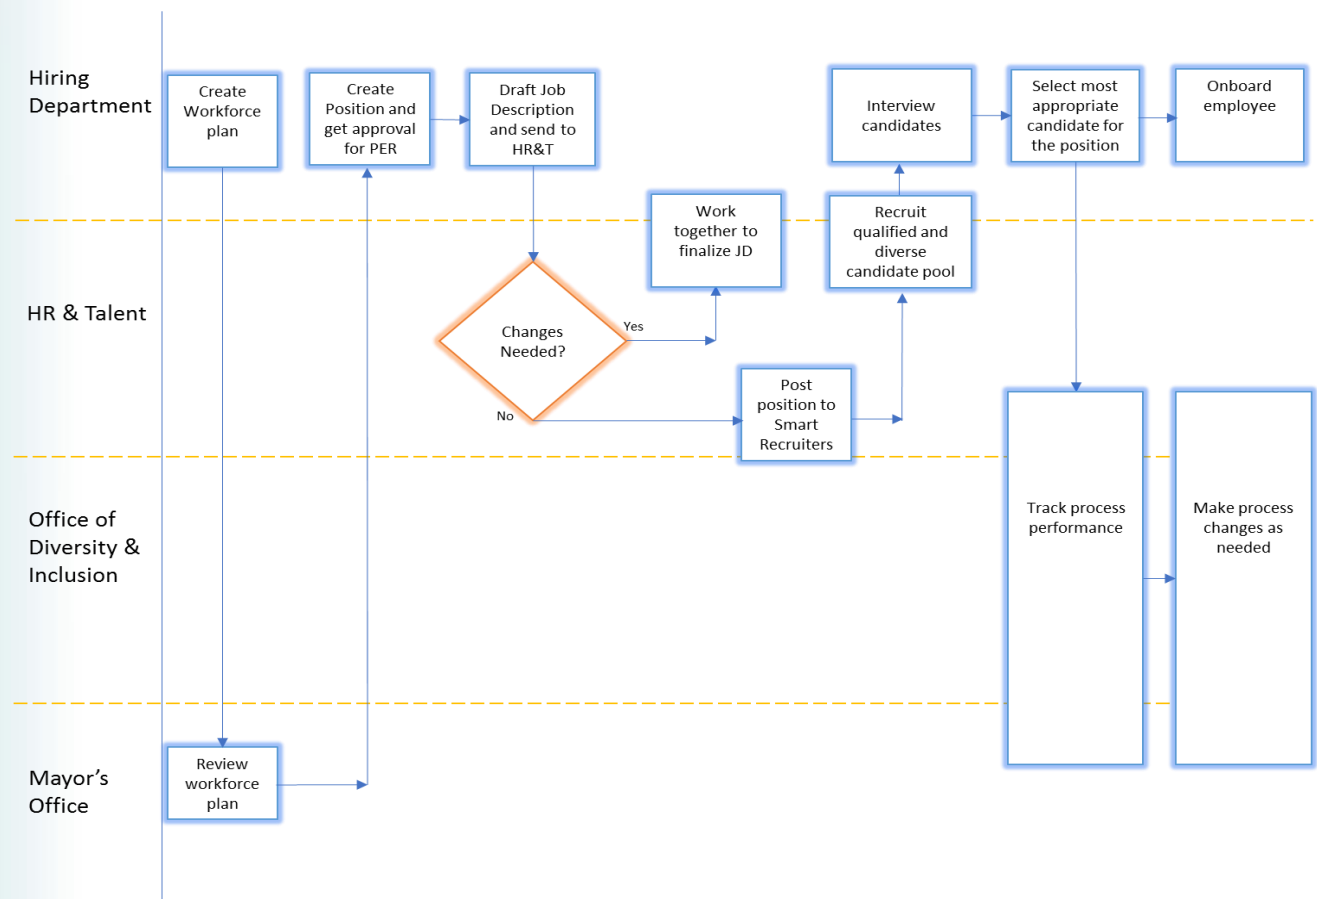 Hiring
Department
Create
Workforce
plan
Create
Position and
get approval
for PER
Draft Job
Description
and send to
HR&T
Interview
candidates
Select most
appropriate
candidate for
the position
Onboard
employee
HR & Talent
Changes
Needed?
Yes
No
Work
together to
finalize JD
Post
position to
Smart
Recruiters
Recruit
qualified and
diverse
candidate pool
Office of
Diversity &
Inclusion
Track process
performance
Make process
changes as
needed
Mayor’s
Office
Review
workforce
plan